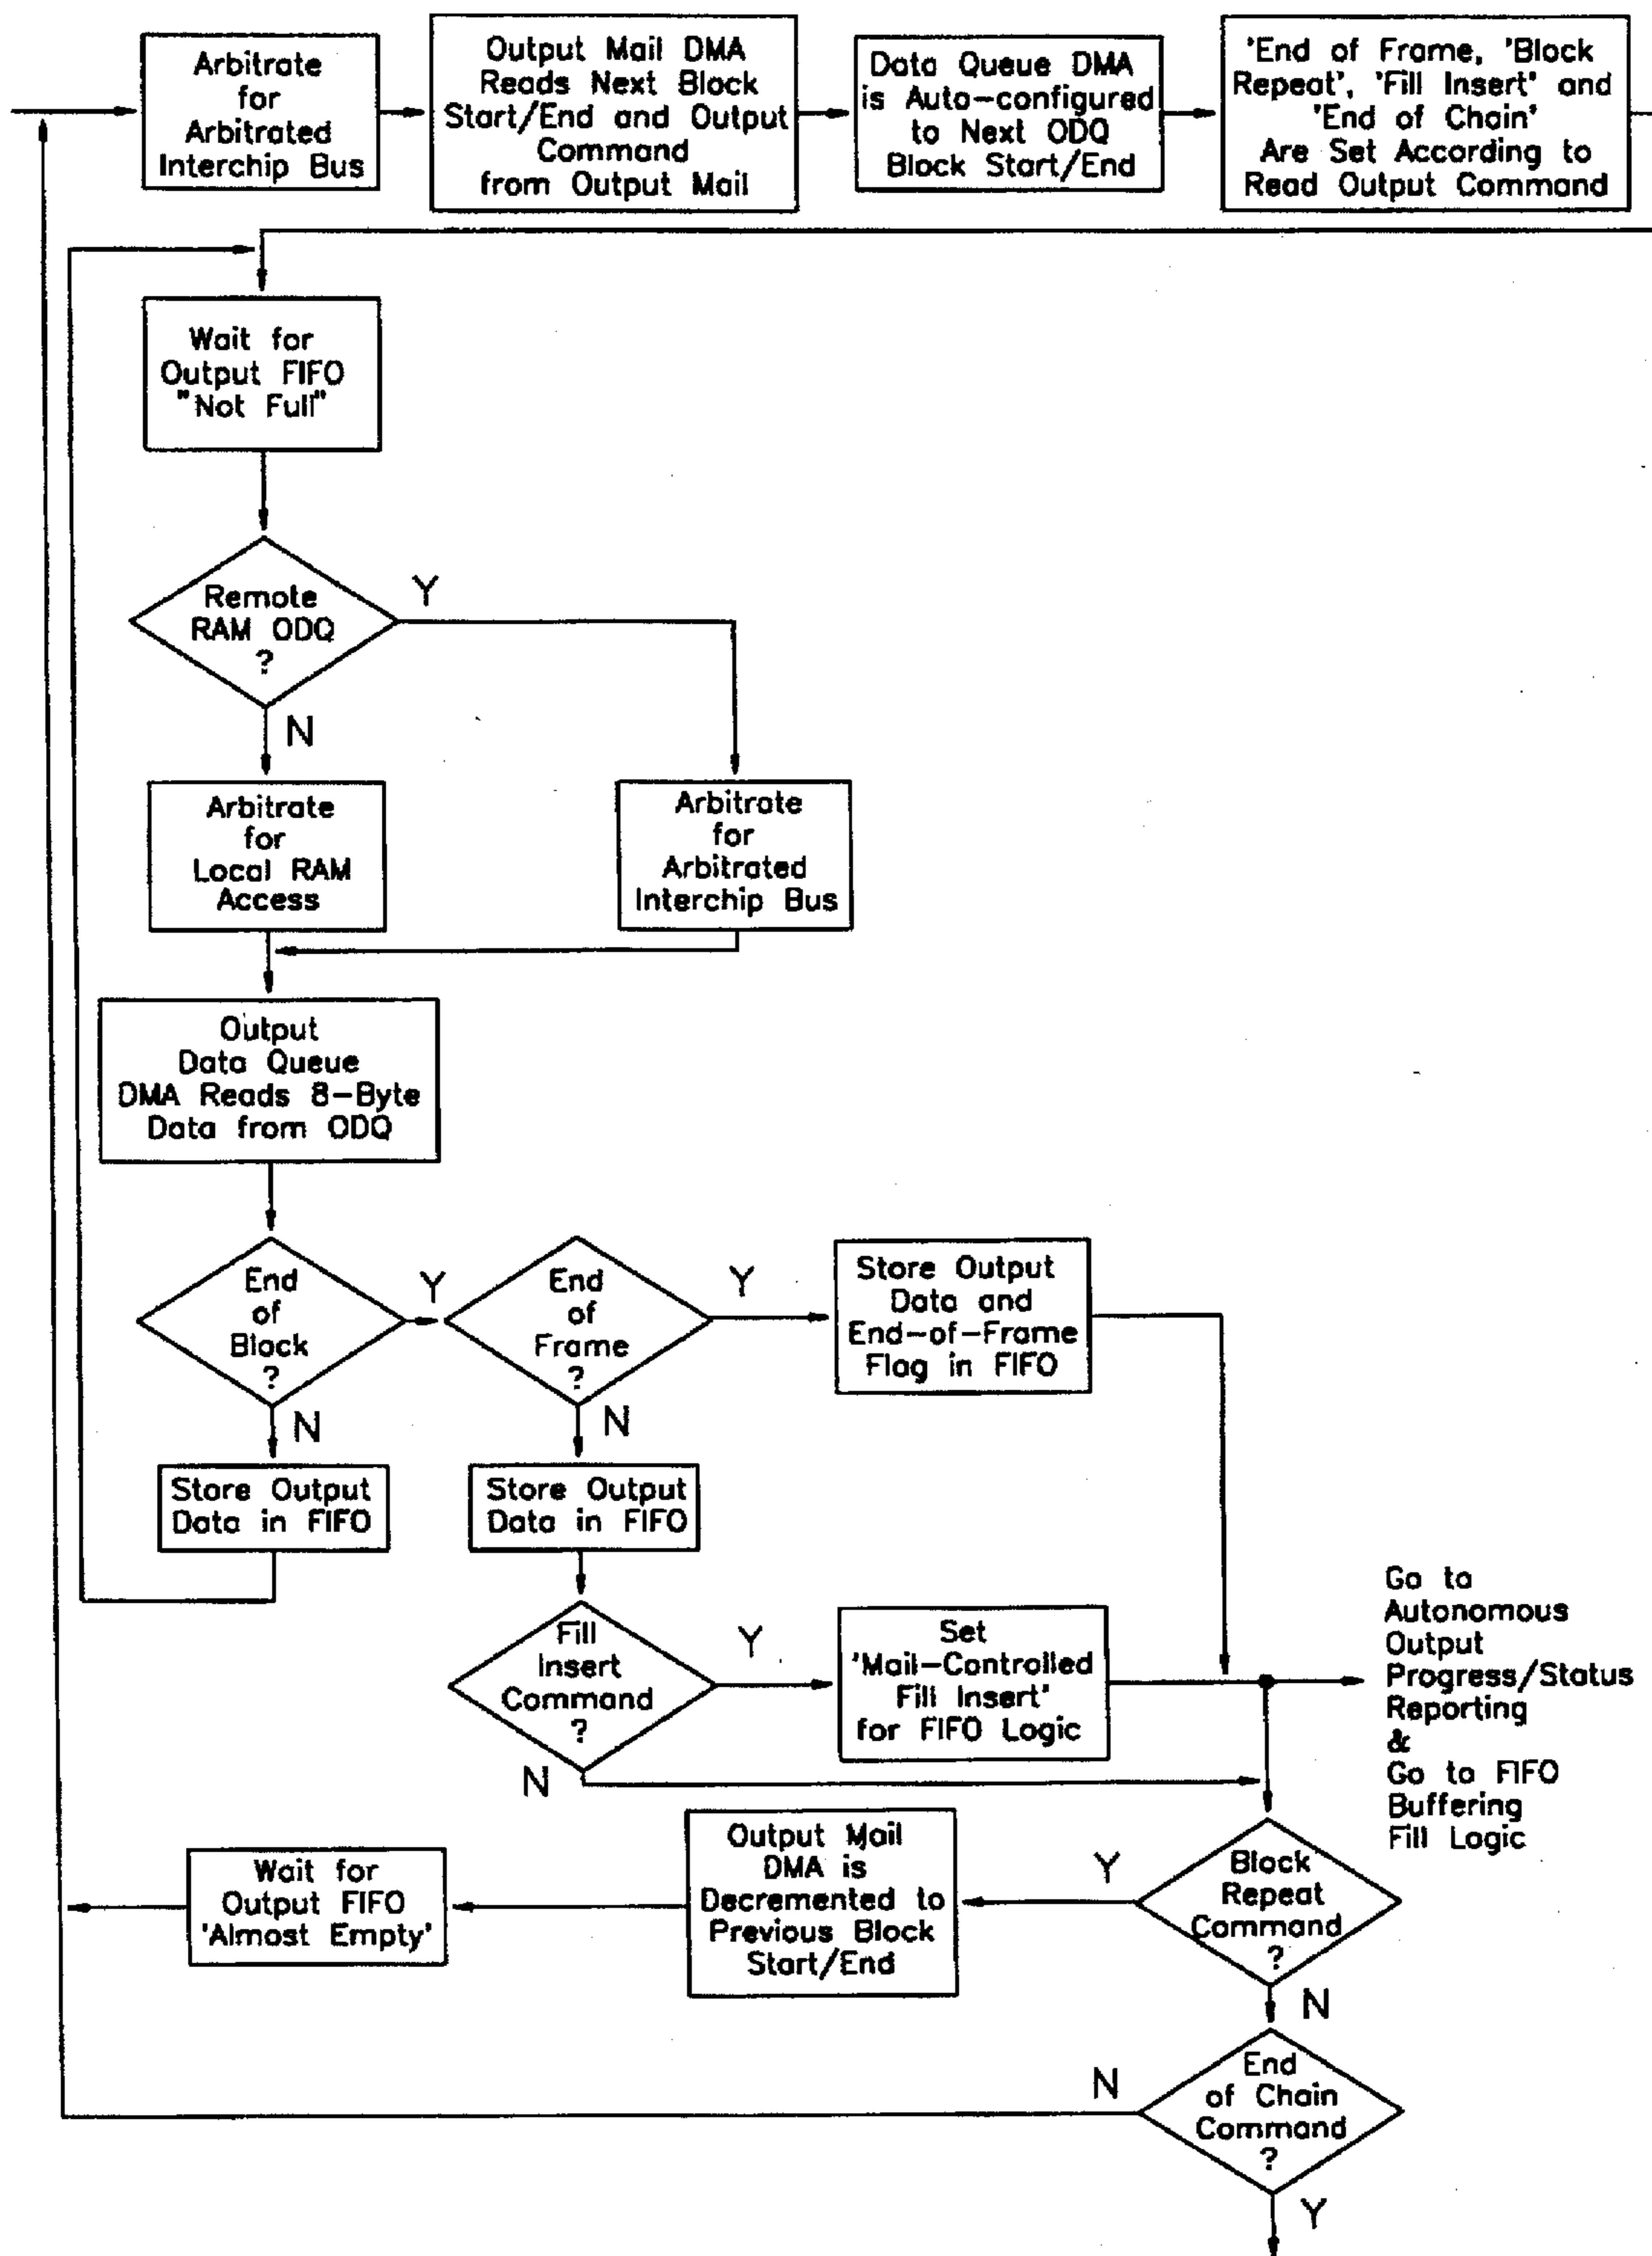 Arbitrate
for
Arbitrated
Interchip Bus
Output Mail DMA
Reads Next Block
Start/End and Output
Command
from Output Mail
Data Queue DMA
is Auto-configured
to Next ODQ
Block Start/End
'End of Frame, 'Block
Repeat', 'Fill Insert' and
'End of Chain'
Are Set According to
Read Output Command
Wait for
Output FIFO
"Not Full"
Remote
RAM ODQ
?
Y
N
Arbitrate
for
Local RAM
Access
Arbitrate
for
Arbitrated
Interchip Bus
Output
Data Queue
DMA Reads 8-Byte
Data from ODQ
End
of
Block
?
Y
N
End
of
Frame
?
Y
N
Store Output
Data and
End-of-Frame
Flag in FIFO
Store Output
Data in FIFO
Store Output
Data in FIFO
Fill
Insert
Command
?
Y
N
Set
'Mail-Controlled
Fill Insert'
for FIFO Logic
Go to
Autonomous
Output
Progress/Status
Reporting
&
Go to FIFO
Buffering
Fill Logic
Wait for
Output FIFO
'Almost Empty'
Output Mail
DMA is
Decremented to
Previous Block
Start/End
Y
Block
Repeat
Command
?
N
N
End
of Chain
Command
?
Y